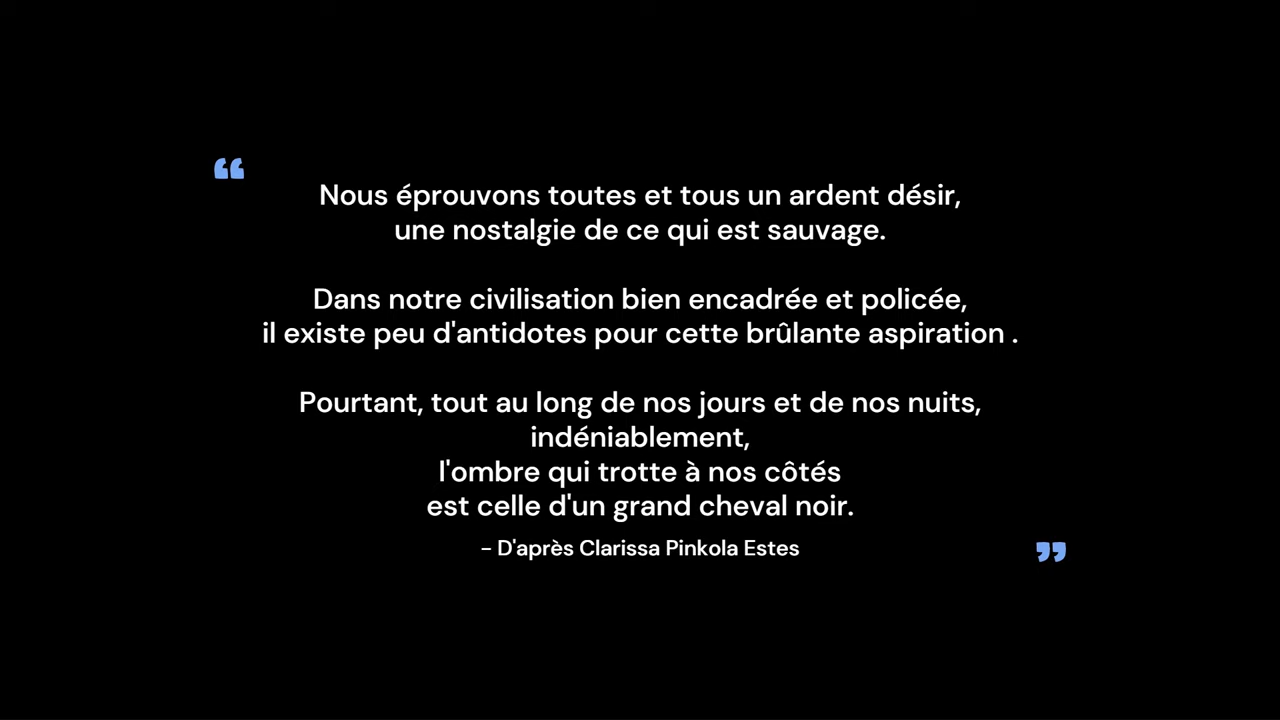 “
Nous éprouvons toutes et tous un ardent désir,
une nostalgie de ce qui est sauvage.
Dans notre civilisation bien encadrée et policée,
il existe peu d'antidotes pour cette brûlante aspiration .
Pourtant, tout au long de nos jours et de nos nuits,
indéniablement,
l'ombre qui trotte à nos côtés
est celle d'un grand cheval noir.
– D'après Clarissa Pinkola Estes
”